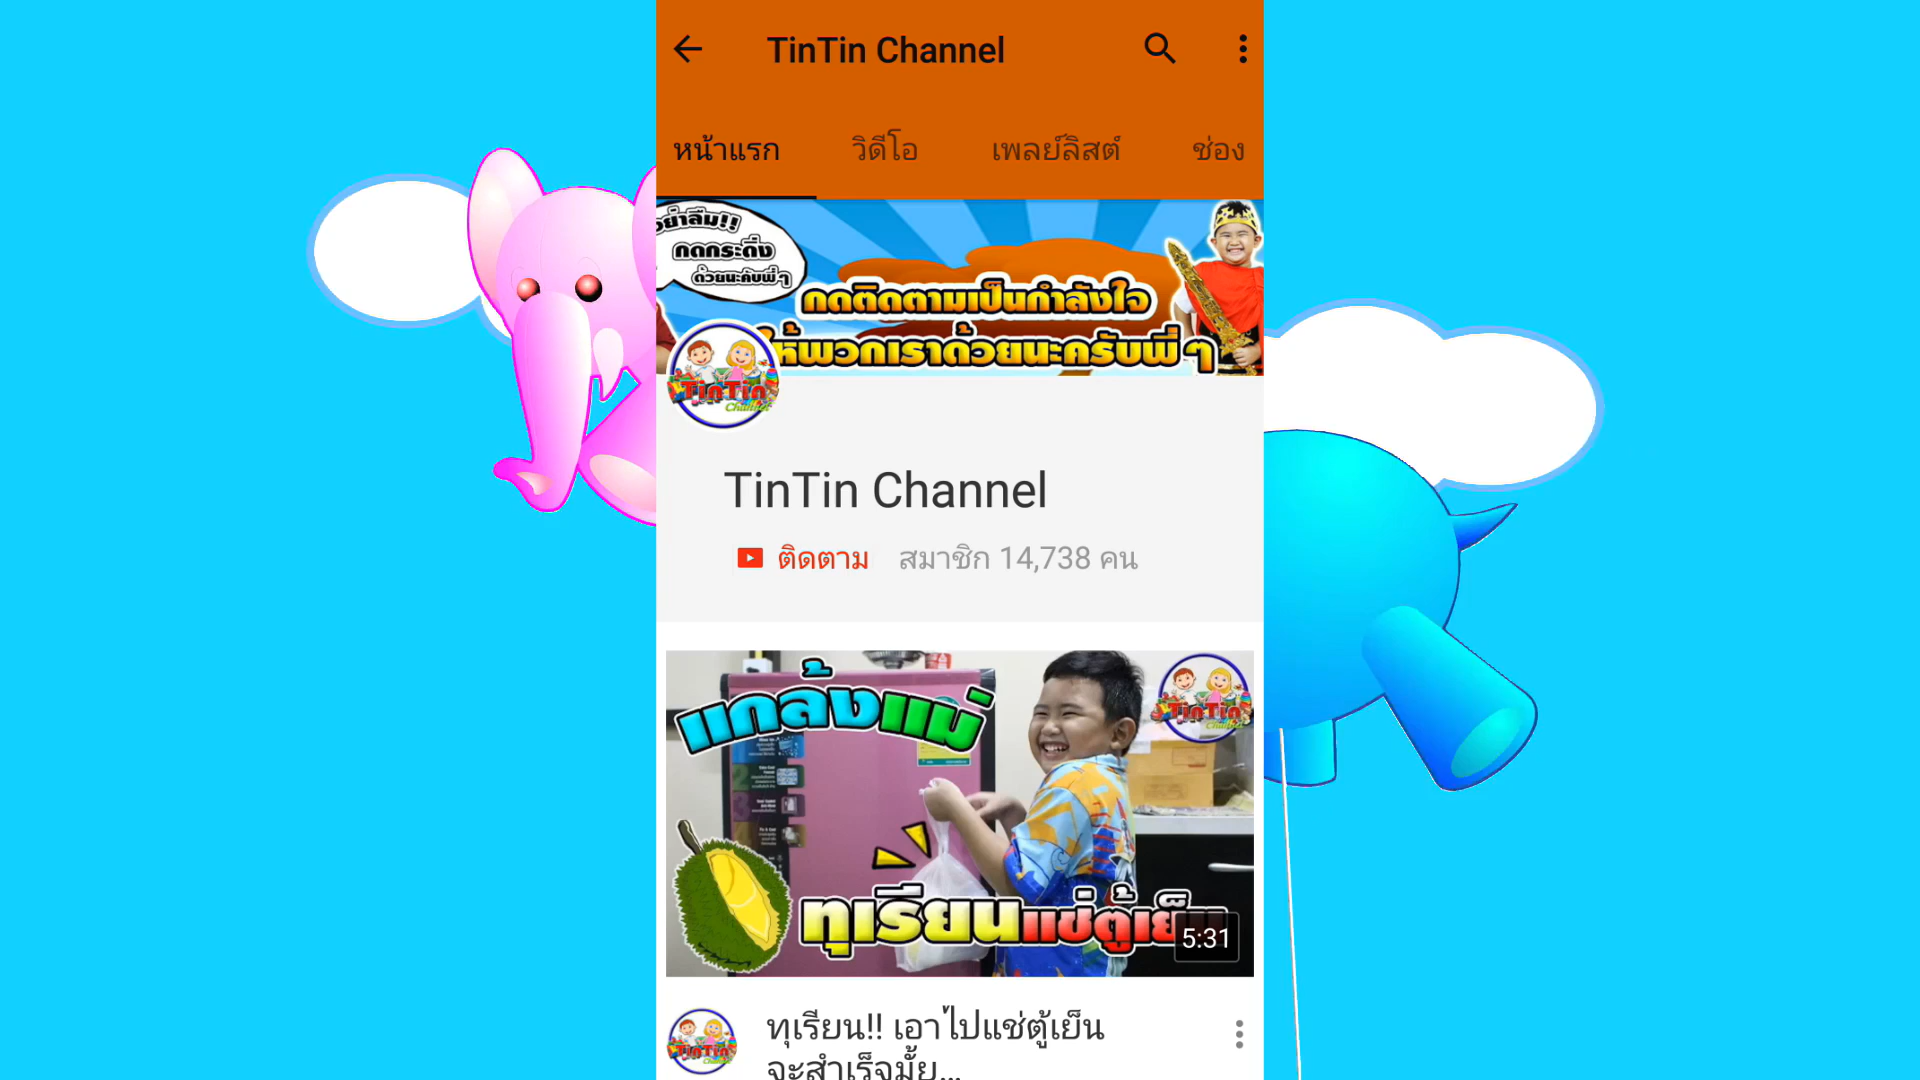 TinTin Channel
หน้าแรก วิดีโอ เพลย์ลิสต์ ช่อง
อย่าลืม!!
กดกระดิ่ง
ด้วยนะคับพี่ๆ
กดติดตามเป็นกำลังใจ
ให้พวกเราด้วยนะครับพี่ๆ
TinTin
Channel
TinTin Channel
ติดตาม สมาชิก 14,738 คน
แกล้งแม่
TinTin
Channel
ทุเรียนแช่ตู้เย็น
5:31
TinTin
ทุเรียน!! เอาไปแช่ตู้เย็น
จะสำเร็จมั้ย...